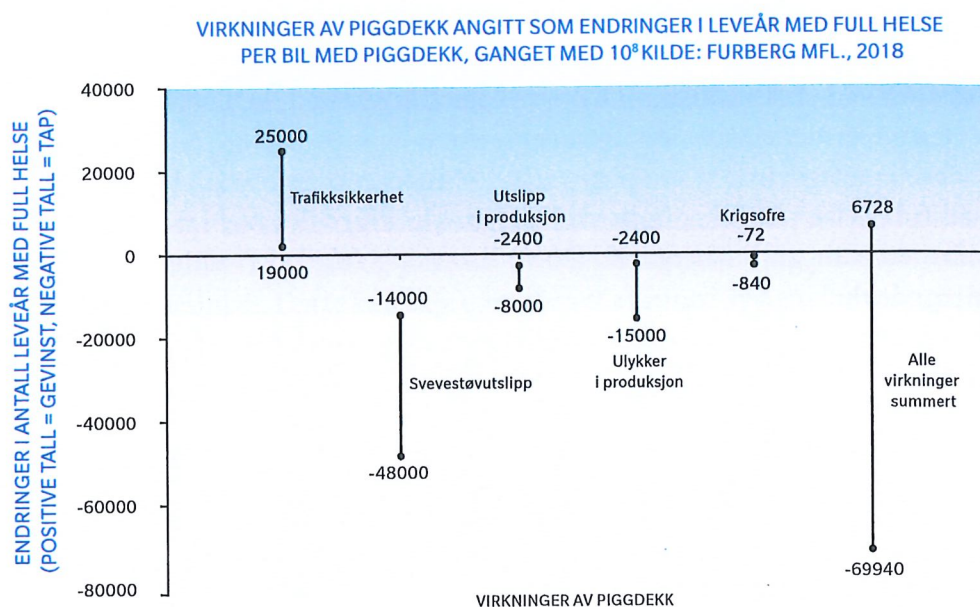 VIRKNINGER AV PIGGDEKK ANGITT SOM ENDRINGER I LEVEÅR MED FULL HELSE
PER BIL MED PIGGDEKK, GANGET MED 10⁸ KILDE: FURBERG MFL., 2018
ENDRINGER I ANTALL LEVEÅR MED FULL HELSE
(POSITIVE TALL = GEVINST, NEGATIVE TALL = TAP)
40000
20000
0
-20000
-40000
-60000
-80000
25000
Trafikksikkerhet
19000
-14000
Svevestøvutslipp
-48000
Utslipp
i produksjon
-2400
-8000
-2400
-15000
Ulykker
i produksjon
Krigsofre
-72
-840
6728
Alle
virkninger
summert
-69940
VIRKNINGER AV PIGGDEKK